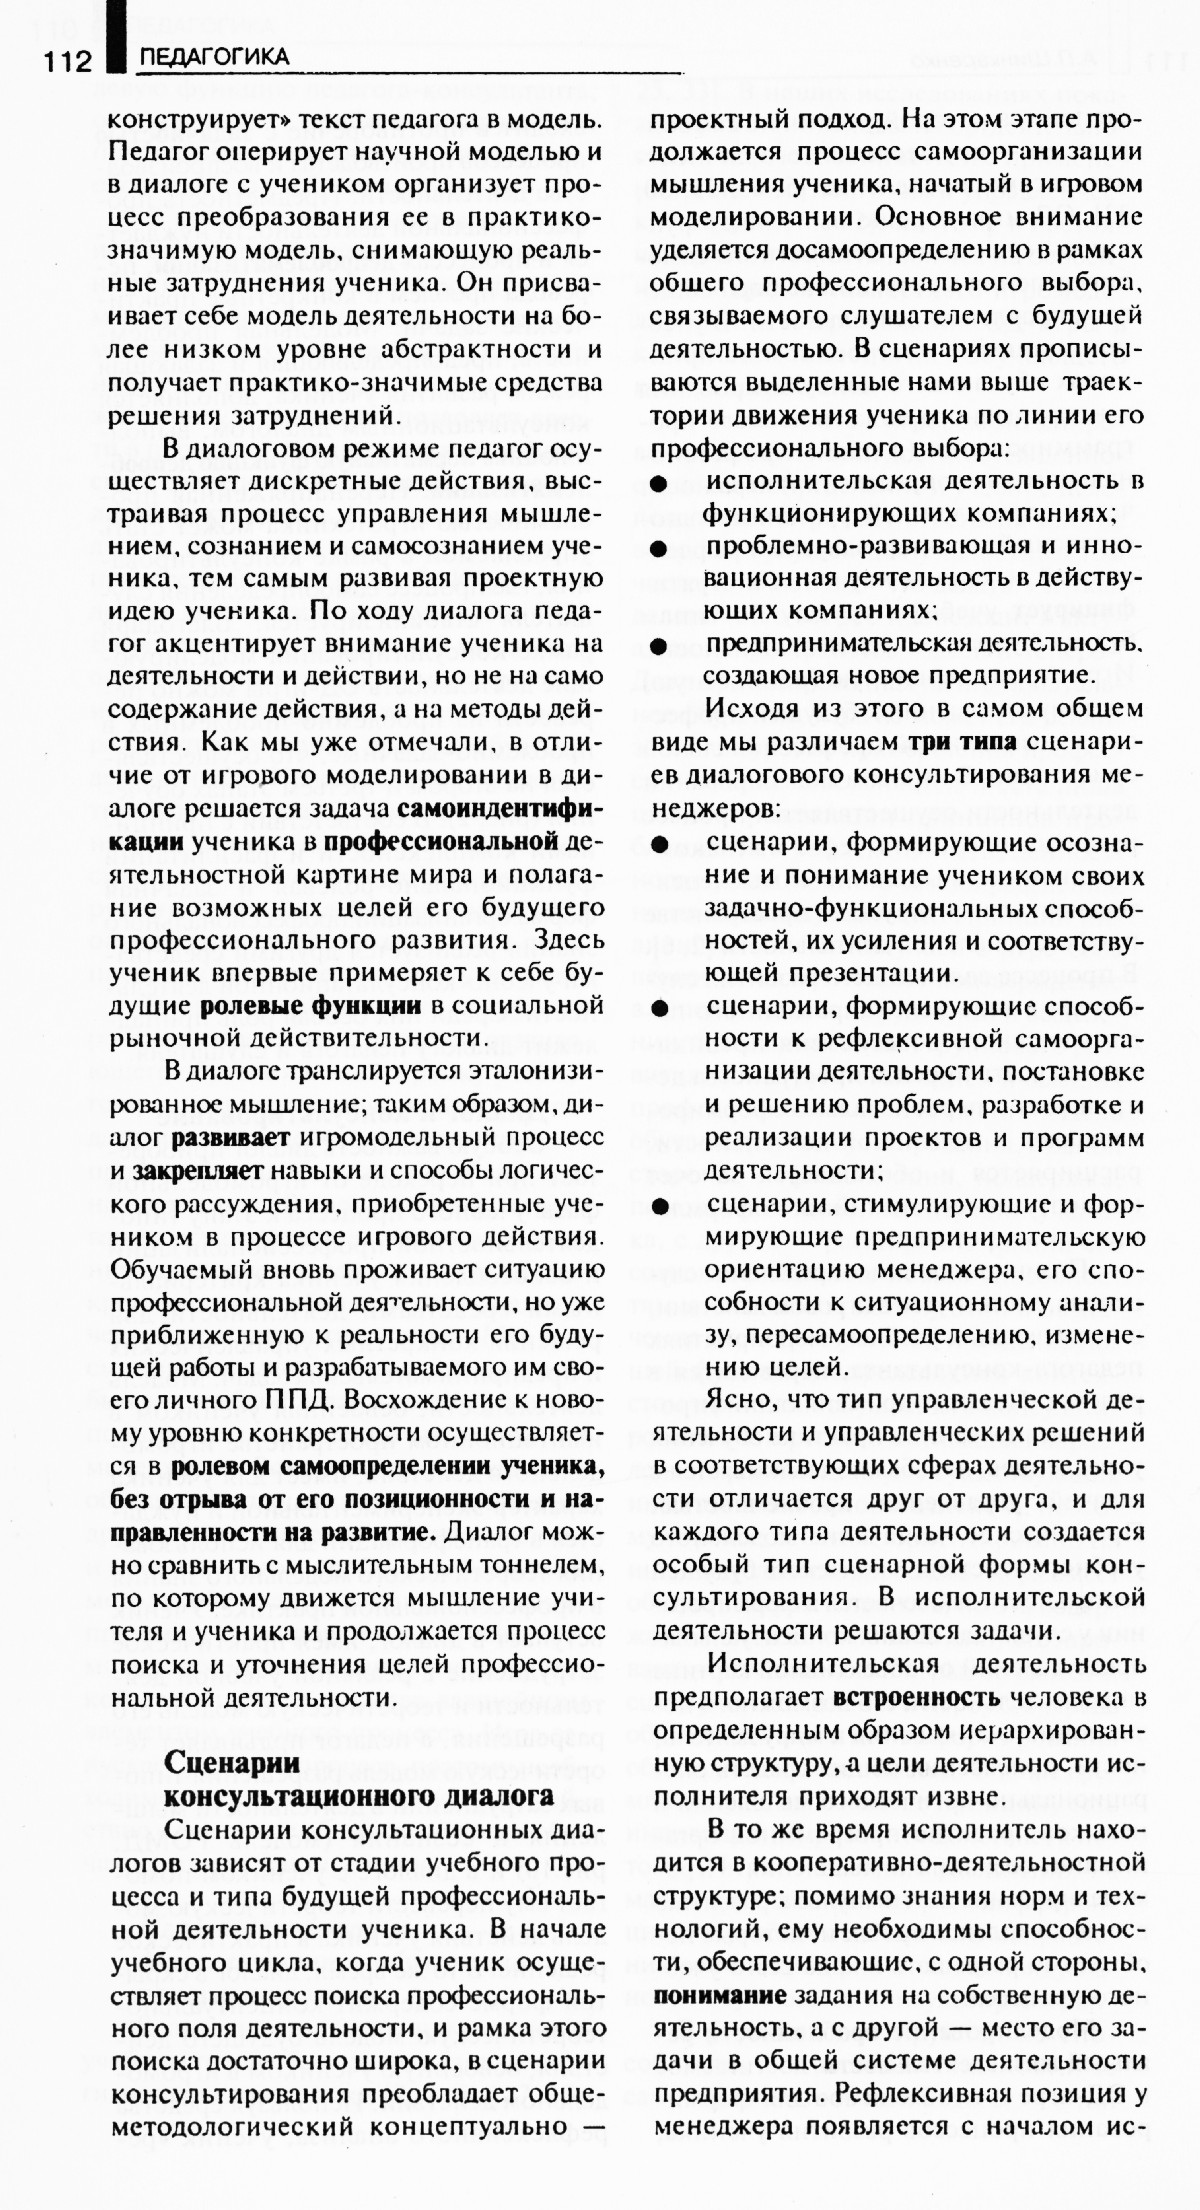 112 ПЕДАГОГИКА
конструирует» текст педагога в модель.
Педагог оперирует научной моделью и
в диалоге с учеником организует про-
цесс преобразования ее в практико-
значимую модель, снимающую реаль-
ные затруднения ученика. Он присва-
ивает себе модель деятельности на бо-
лее низком уровне абстрактности и
получает практико-значимые средства
решения затруднений.
В диалоговом режиме педагог осу-
ществляет дискретные действия, выс-
траивая процесс управления мышле-
нием, сознанием и самосознанием уче-
ника, тем самым развивая проектную
идею ученика. По ходу диалога педа-
гог акцентирует внимание ученика на
деятельности и действии, но не на само
содержание действия, а на методы дей-
ствия. Как мы уже отмечали, в отли-
чие от игрового моделировании в ди-
алоге решается задача самоиндентифи-
кации ученика в профессиональной де-
ятельностной картине мира и полага-
ние возможных целей его будущего
профессионального развития. Здесь
ученик впервые примеряет к себе бу-
дущие ролевые функции в социальной
рыночной действительности.
В диалоге транслируется эталонизи-
рованное мышление; таким образом, ди-
алог развивает игромодельный процесс
и закрепляет навыки и способы логичес-
кого рассуждения, приобретенные уче-
ником в процессе игрового действия.
Обучаемый вновь проживает ситуацию
профессиональной деятельности, но уже
приближенную к реальности его буду-
щей работы и разрабатываемого им сво-
его личного ППД. Восхождение к ново-
му уровню конкретности осуществляет-
ся в ролевом самоопределении ученика,
без отрыва от его позиционности и на-
правленности на развитие. Диалог мож-
но сравнить с мыслительным тоннелем,
по которому движется мышление учи-
теля и ученика и продолжается процесс
поиска и уточнения целей профессио-
нальной деятельности.
Сценарии
консультационного диалога
Сценарии консультационных диа-
логов зависят от стадии учебного про-
цесса и типа будущей профессиональ-
ной деятельности ученика. В начале
учебного цикла, когда ученик осуще-
ствляет процесс поиска профессиональ-
ного поля деятельности, и рамка этого
поиска достаточно широка, в сценарии
консультирования преобладает обще-
методологический концептуально —
проектный подход. На этом этапе про-
должается процесс самоорганизации
мышления ученика, начатый в игровом
моделировании. Основное внимание
уделяется досамоопределению в рамках
общего профессионального выбора,
связываемого слушателем с будущей
деятельностью. В сценариях прописы-
ваются выделенные нами выше траек-
тории движения ученика по линии его
профессионального выбора:
● исполнительская деятельность в
функционирующих компаниях;
● проблемно-развивающая и инно-
вационная деятельность в действу-
ющих компаниях;
● предпринимательская деятельность,
создающая новое предприятие.
Исходя из этого в самом общем
виде мы различаем три типа сценари-
ев диалогового консультирования ме-
неджеров:
● сценарии, формирующие осозна-
ние и понимание учеником своих
задачно-функциональных способ-
ностей, их усиления и соответству-
ющей презентации.
● сценарии, формирующие способ-
ности к рефлексивной самоорга-
низации деятельности, постановке
и решению проблем, разработке и
реализации проектов и программ
деятельности;
● сценарии, стимулирующие и фор-
мирующие предпринимательскую
ориентацию менеджера, его спо-
собности к ситуационному анали-
зу, пересамоопределению, измене-
нию целей.
Ясно, что тип управленческой де-
ятельности и управленческих решений
в соответствующих сферах деятельно-
сти отличается друг от друга, и для
каждого типа деятельности создается
особый тип сценарной формы кон-
сультирования. В исполнительской
деятельности решаются задачи.
Исполнительская деятельность
предполагает встроенность человека в
определенным образом иерархирован-
ную структуру, а цели деятельности ис-
полнителя приходят извне.
В то же время исполнитель нахо-
дится в кооперативно-деятельностной
структуре; помимо знания норм и тех-
нологий, ему необходимы способнос-
ти, обеспечивающие, с одной стороны,
понимание задания на собственную де-
ятельность, а с другой — место его за-
дачи в общей системе деятельности
предприятия. Рефлексивная позиция у
менеджера появляется с началом ис-